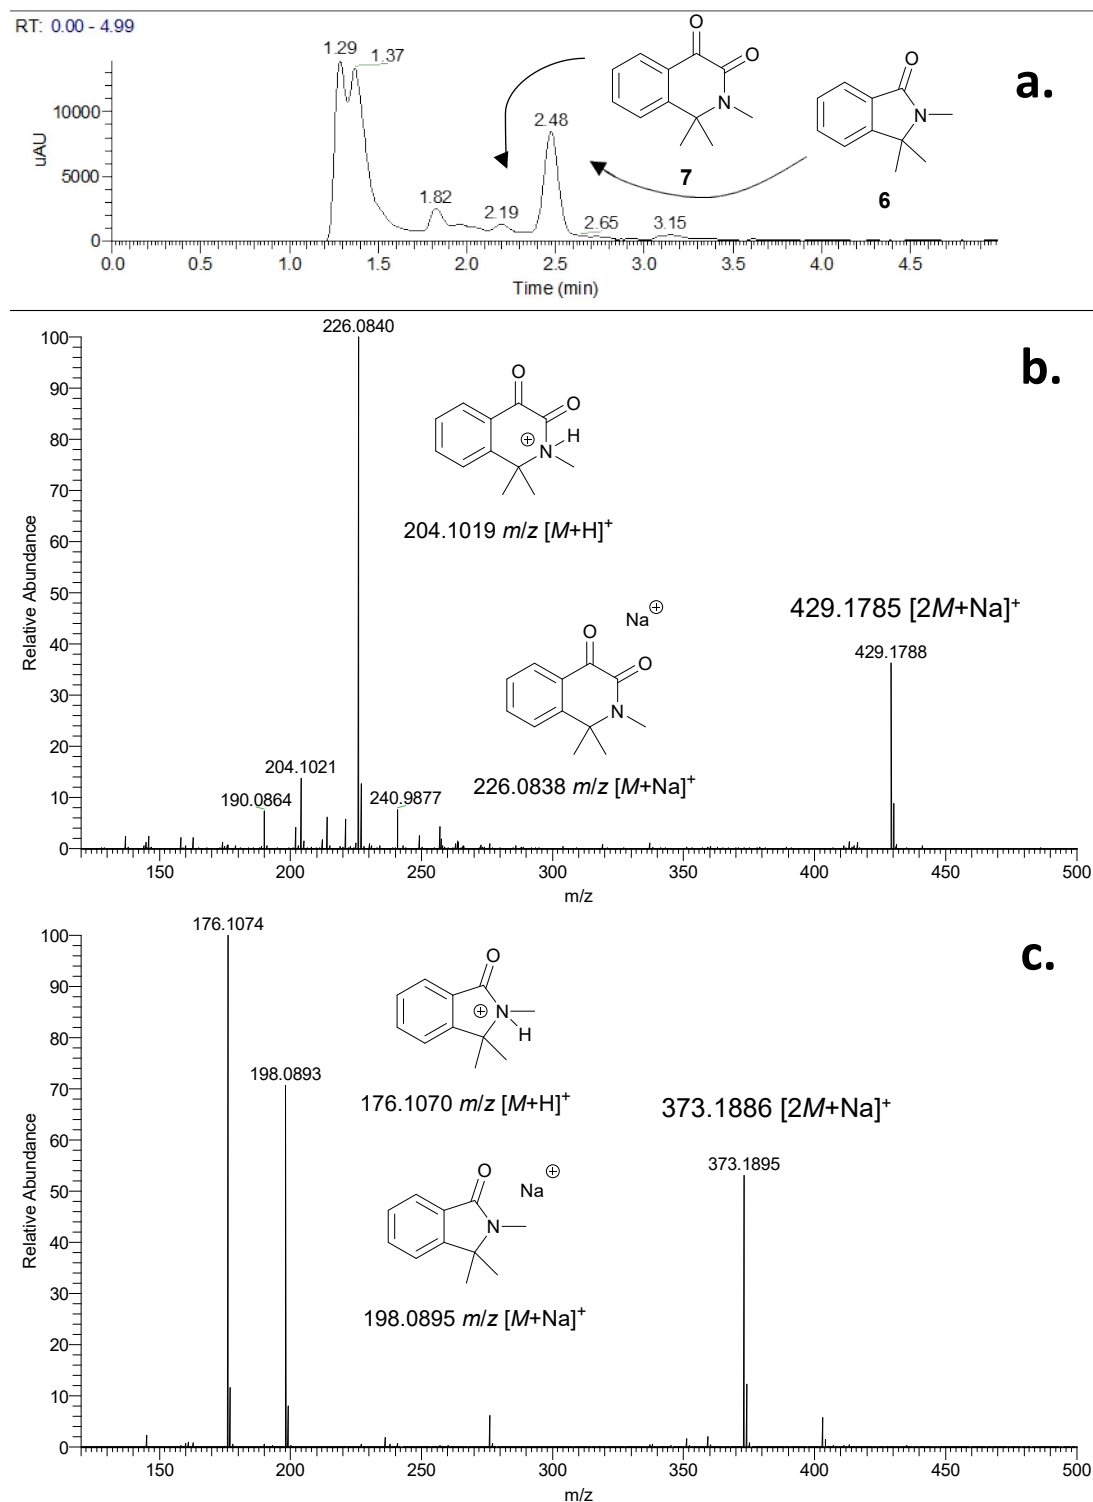 RT: 0.00 - 4.99
a.
uAU
10000
5000
0
1.29
1.37
1.82
2.19
2.48
2.65
3.15
O
O
N
7
O
N
6
0.0 0.5 1.0 1.5 2.0 2.5 3.0 3.5 4.0 4.5
Time (min)
b.
Relative Abundance
100
90
80
70
60
50
40
30
20
10
0
226.0840
O
O
⊕
N
H
204.1019 m/z [M+H]+
Na⊕
O
O
N
226.0838 m/z [M+Na]+
429.1785 [2M+Na]+
429.1788
204.1021
190.0864
240.9877
150 200 250 300 350 400 450 500
m/z
c.
Relative Abundance
100
90
80
70
60
50
40
30
20
10
0
176.1074
O
⊕
N
H
176.1070 m/z [M+H]+
198.0893
O
Na⊕
N
198.0895 m/z [M+Na]+
373.1886 [2M+Na]+
373.1895
150 200 250 300 350 400 450 500
m/z